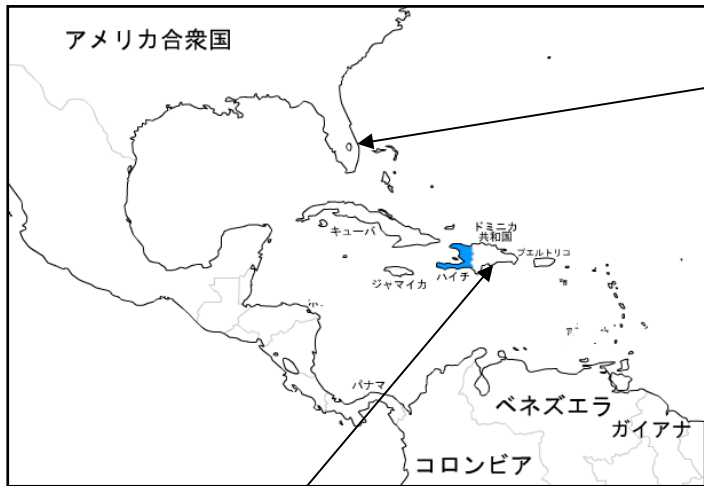 アメリカ合衆国
ドミニカ
共和国
キューバ
プエルトリコ
ジャマイカ
ハイチ
パナマ
ベネズエラ
ガイアナ
コロンビア